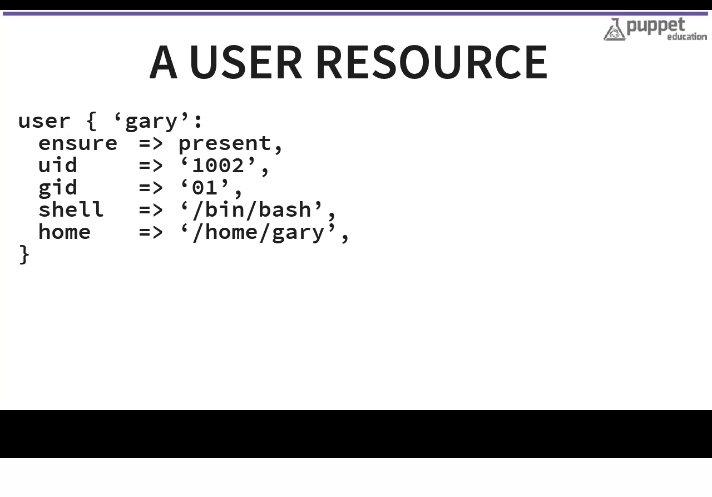 puppet
education
A USER RESOURCE
user { ‘gary’:
  ensure => present,
  uid    => ‘1002’,
  gid    => ‘01’,
  shell  => ‘/bin/bash’,
  home   => ‘/home/gary’,
}